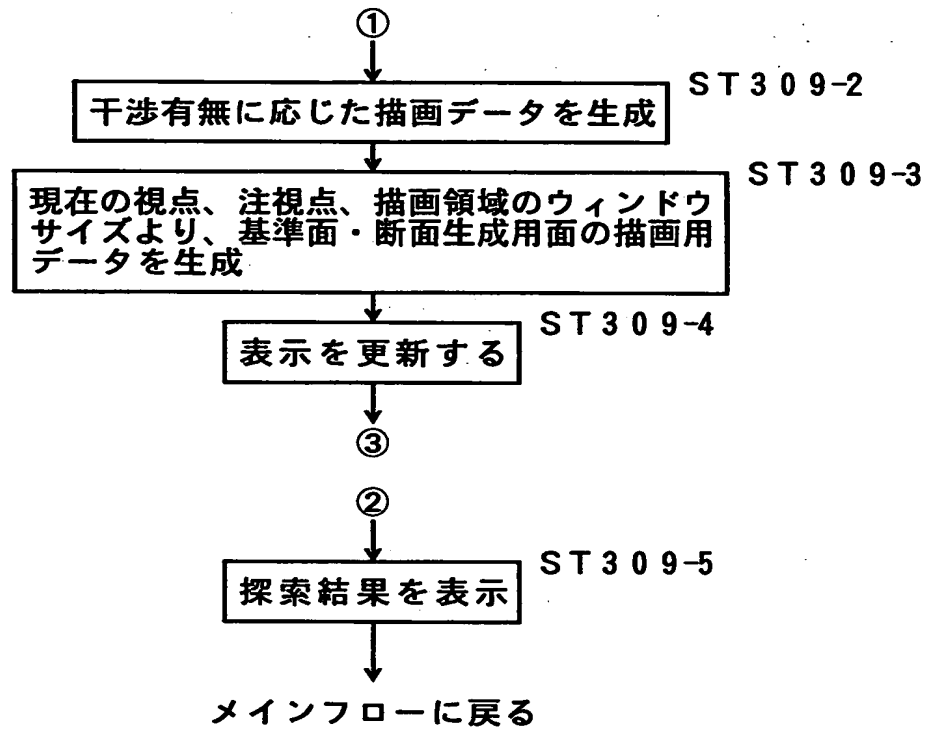 ①
ST309-2
干渉有無に応じた描画データを生成
ST309-3
現在の視点、注視点、描画領域のウィンドウ
サイズより、基準面・断面生成用面の描画用
データを生成
ST309-4
表示を更新する
③
②
ST309-5
探索結果を表示
メインフローに戻る